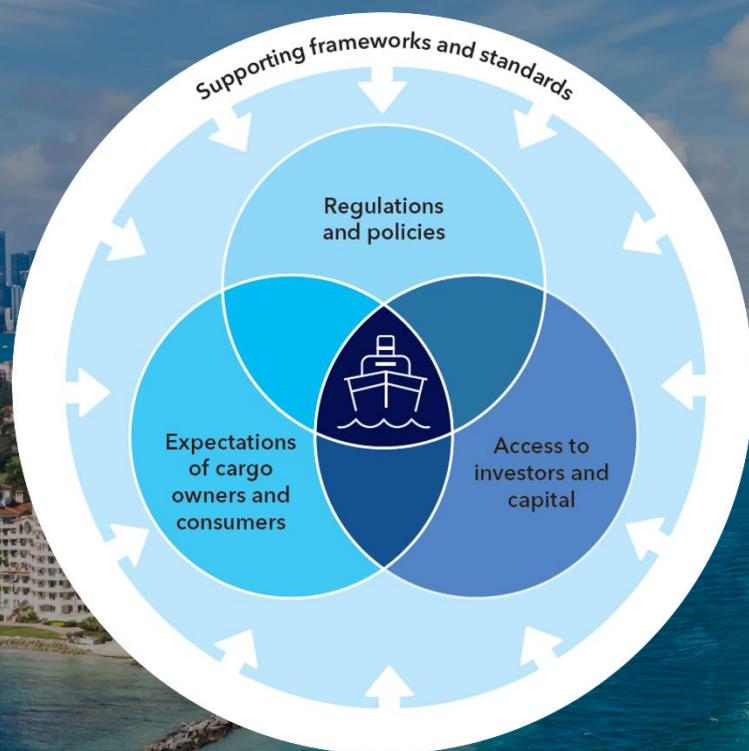 Supporting frameworks and standards
Regulations
and policies
Expectations
of cargo
owners and
consumers
Access to
investors and
capital